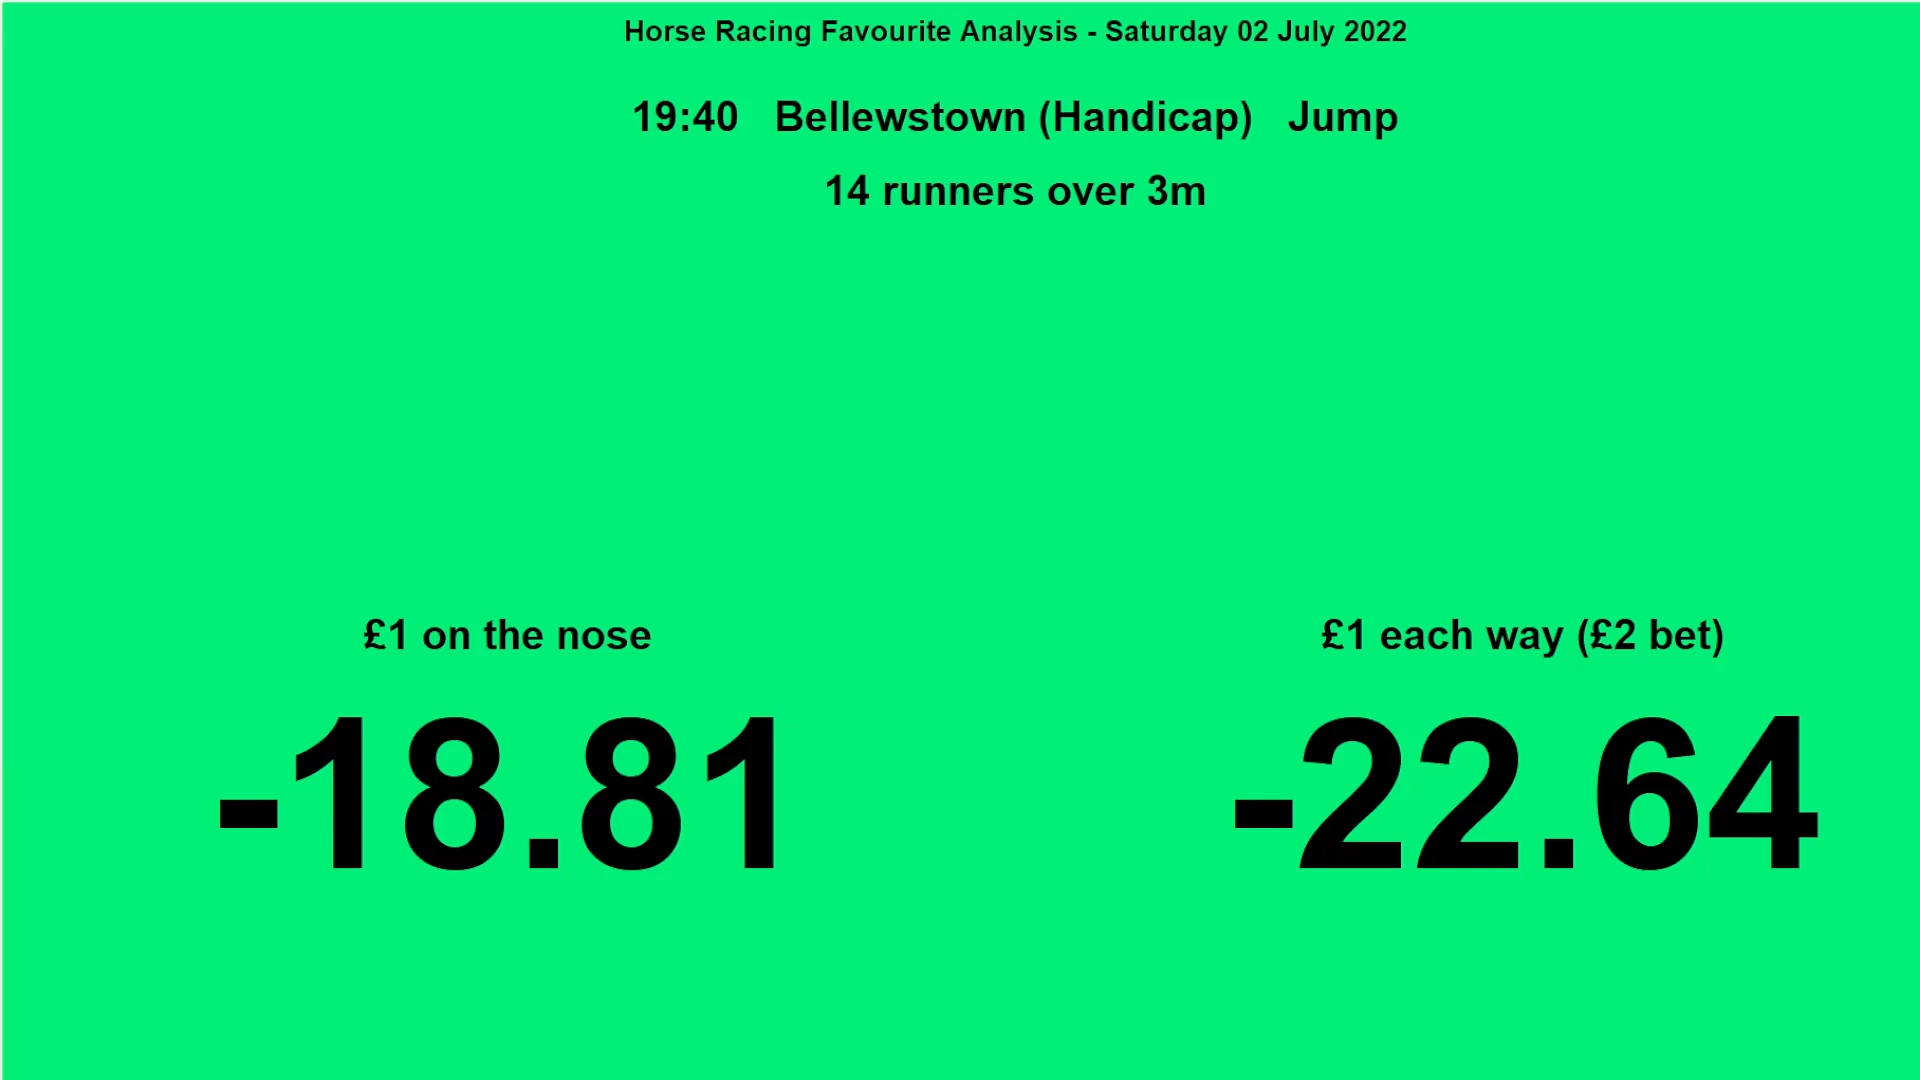 Horse Racing Favourite Analysis - Saturday 02 July 2022
19:40 Bellewstown (Handicap) Jump
14 runners over 3m
£1 on the nose £1 each way (£2 bet)
-18.81 -22.64